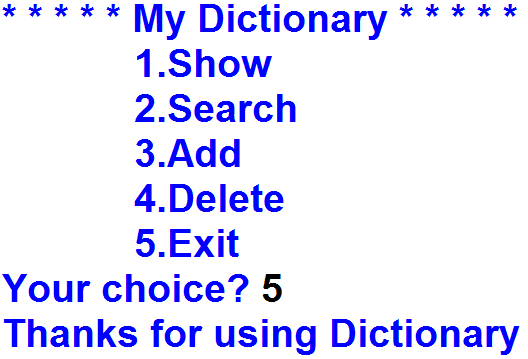 * * * * * My Dictionary * * * * *
1.Show
2.Search
3.Add
4.Delete
5.Exit
Your choice? 5
Thanks for using Dictionary